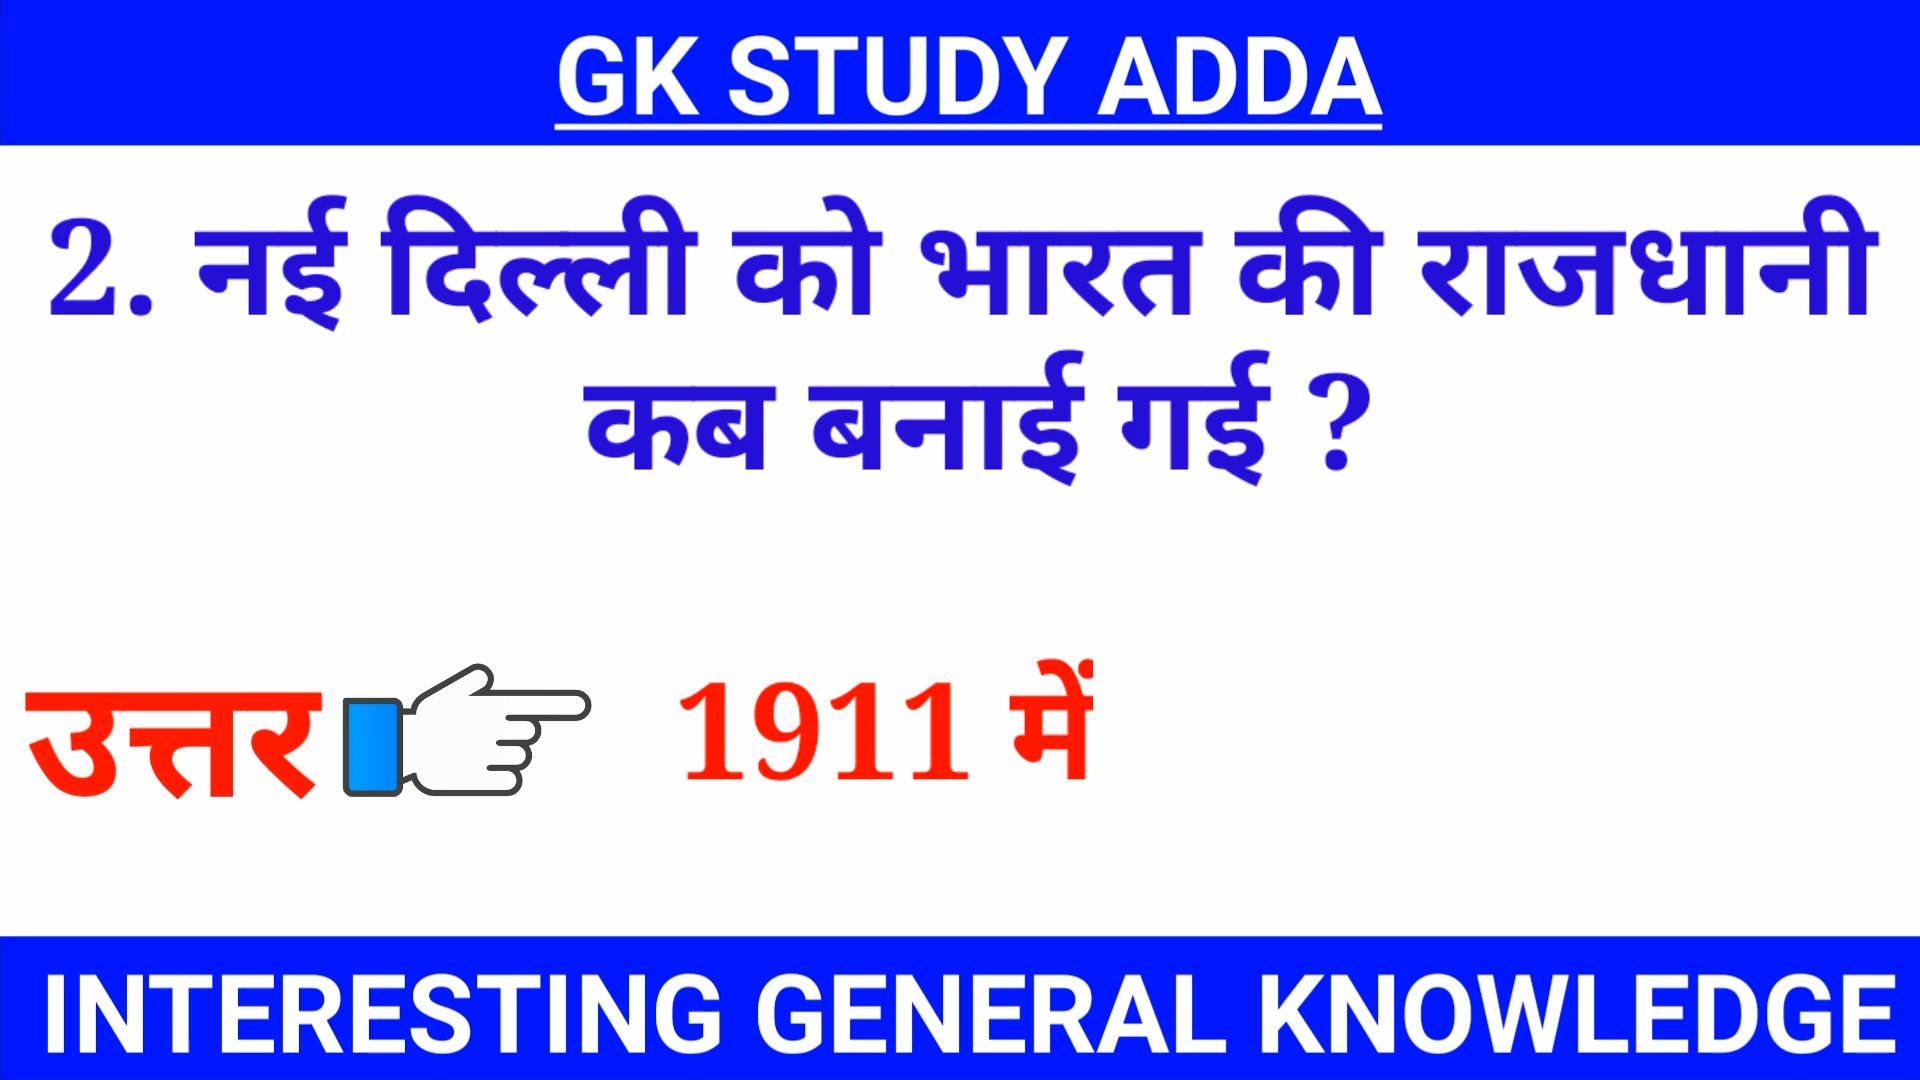 GK STUDY ADDA
2. नई दिल्ली को भारत की राजधानी
कब बनाई गई ?
उत्तर 1911 में
INTERESTING GENERAL KNOWLEDGE